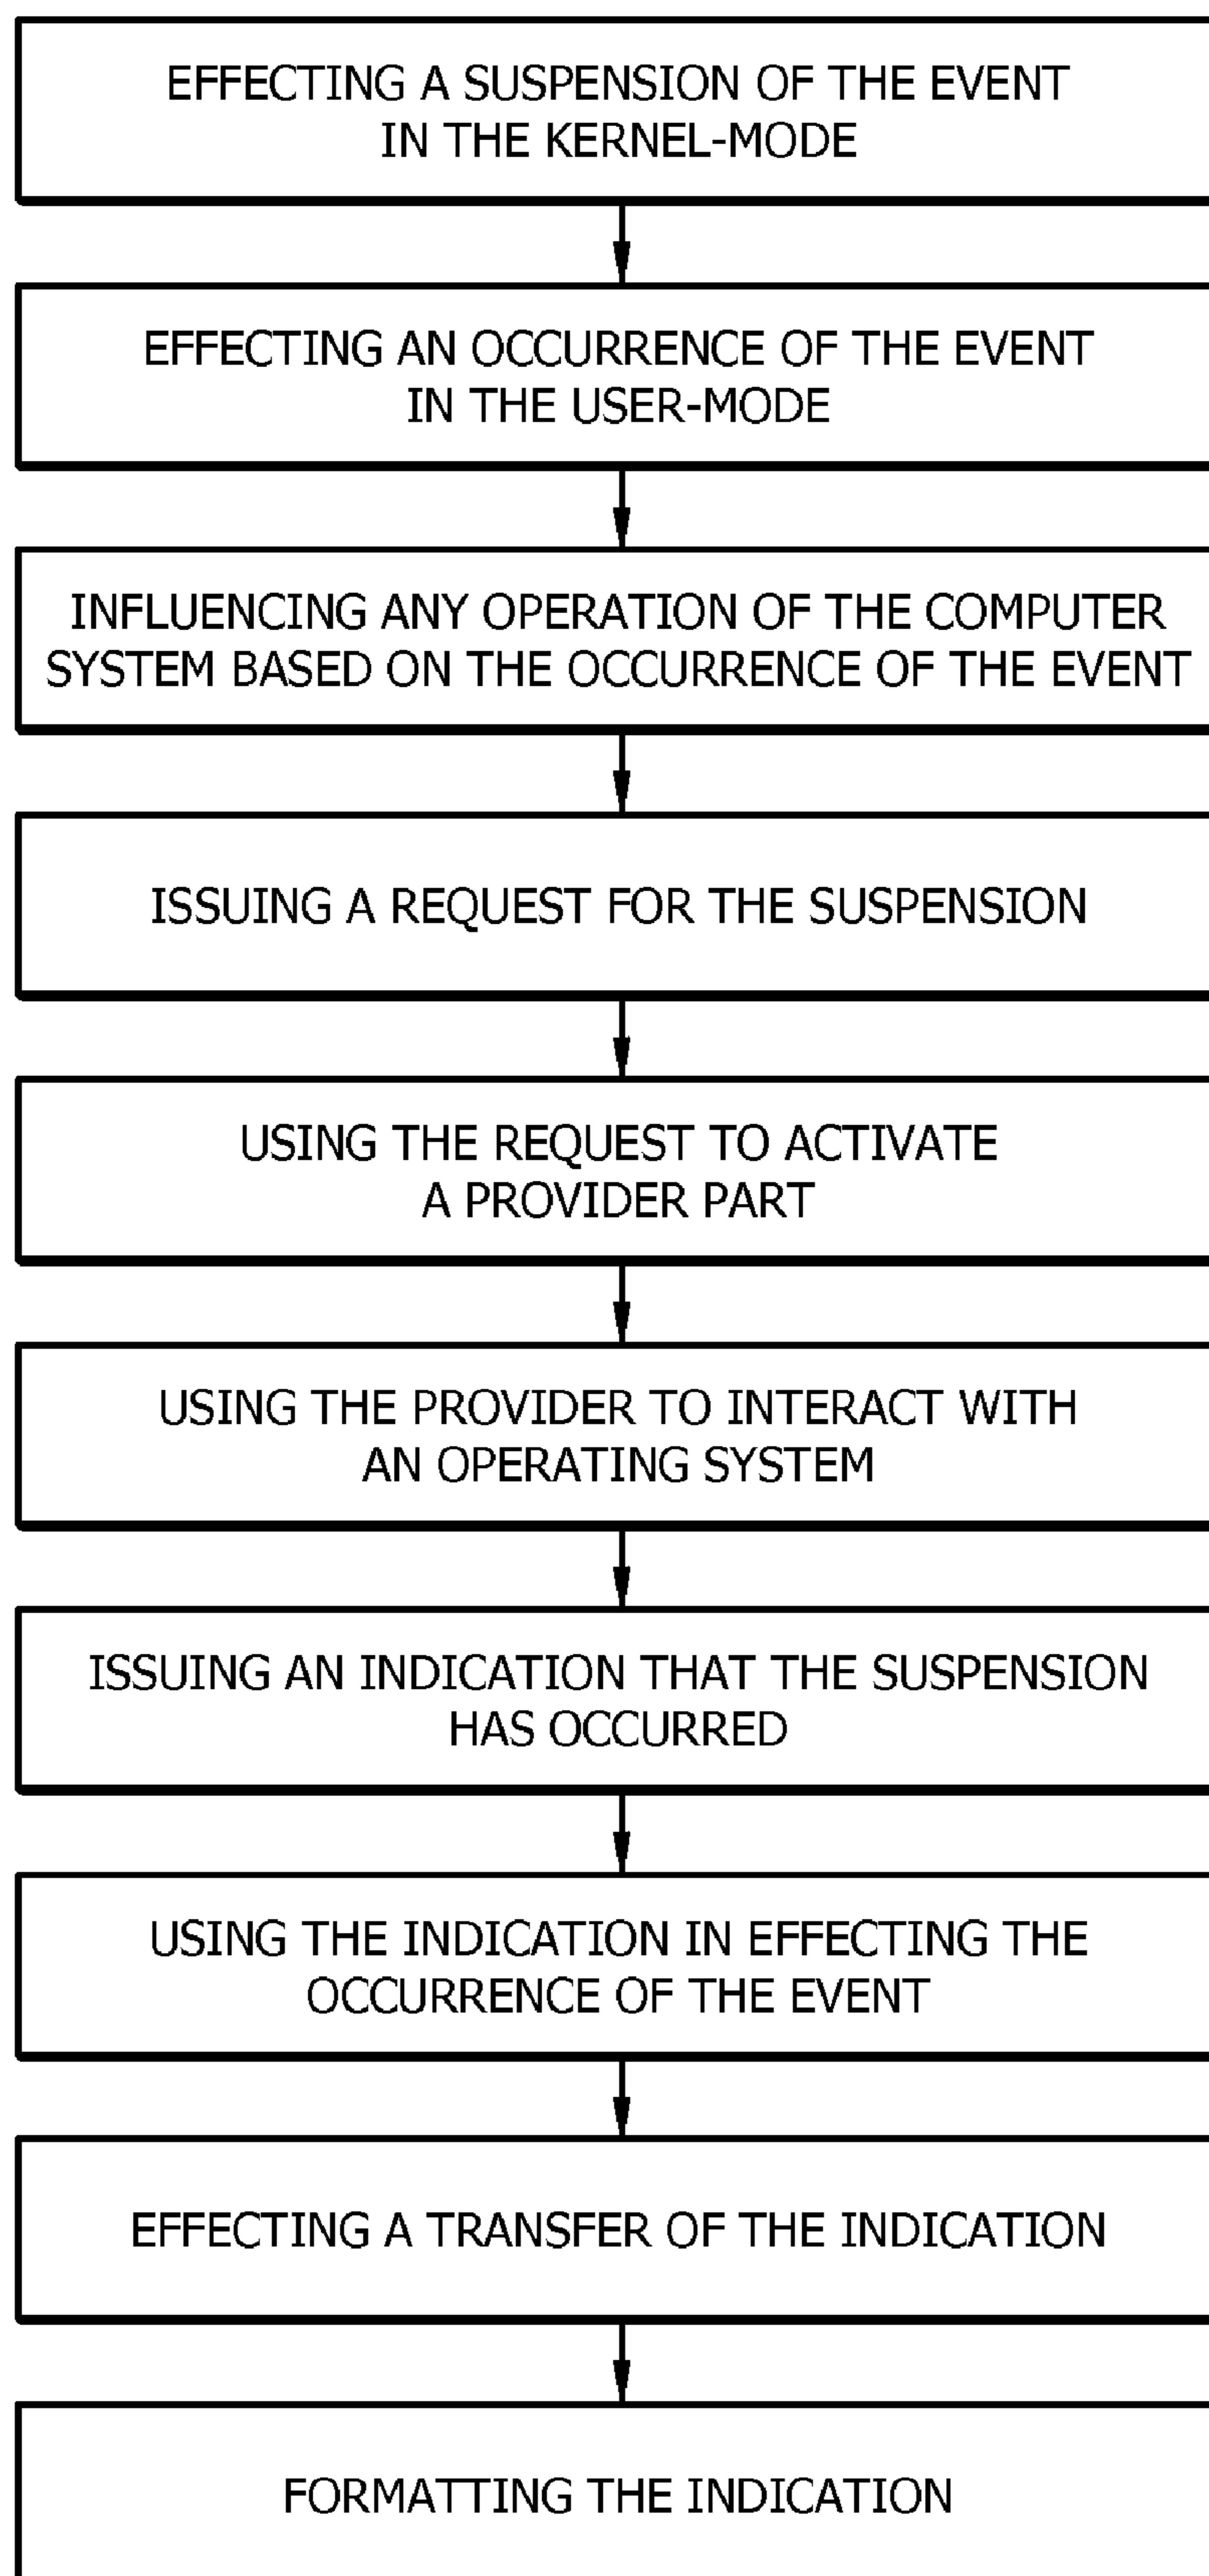 EFFECTING A SUSPENSION OF THE EVENT
IN THE KERNEL-MODE
EFFECTING AN OCCURRENCE OF THE EVENT
IN THE USER-MODE
INFLUENCING ANY OPERATION OF THE COMPUTER
SYSTEM BASED ON THE OCCURRENCE OF THE EVENT
ISSUING A REQUEST FOR THE SUSPENSION
USING THE REQUEST TO ACTIVATE
A PROVIDER PART
USING THE PROVIDER TO INTERACT WITH
AN OPERATING SYSTEM
ISSUING AN INDICATION THAT THE SUSPENSION
HAS OCCURRED
USING THE INDICATION IN EFFECTING THE
OCCURRENCE OF THE EVENT
EFFECTING A TRANSFER OF THE INDICATION
FORMATTING THE INDICATION